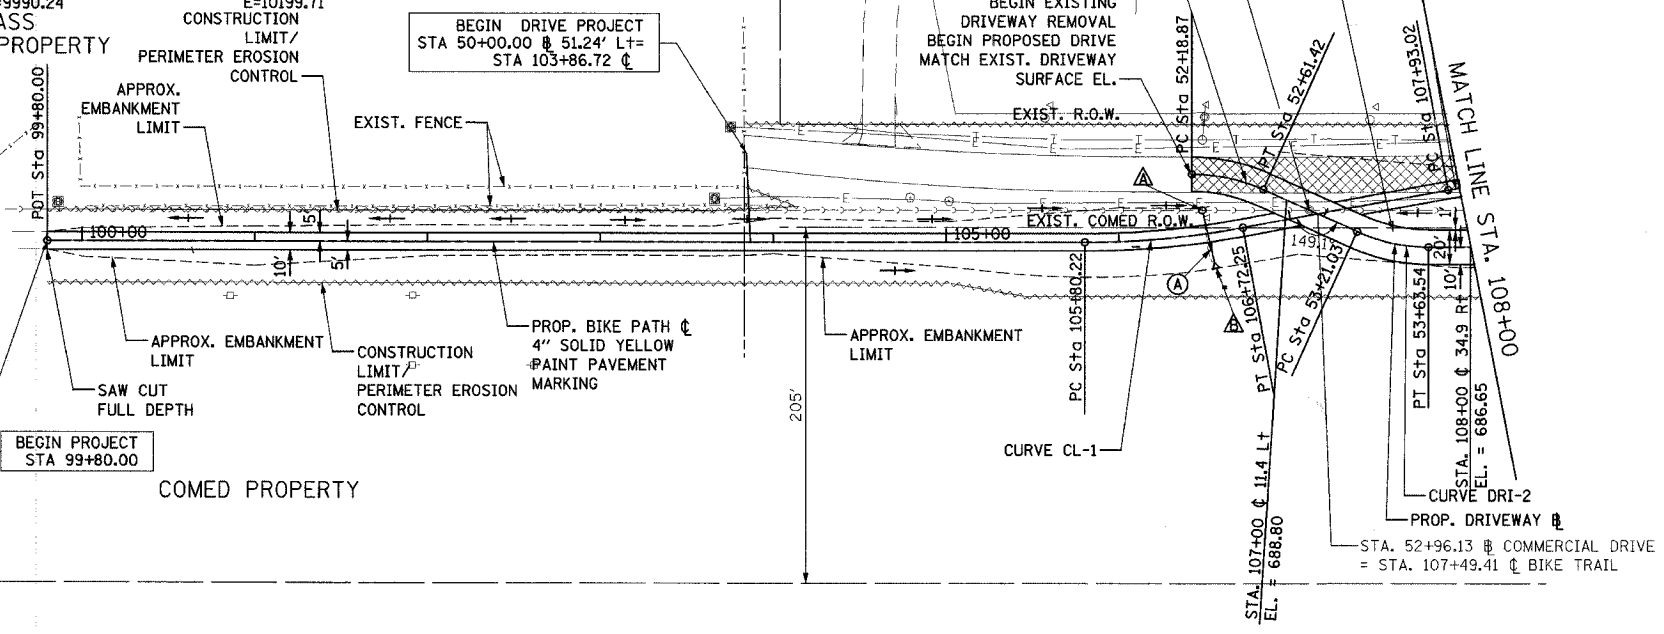 9990.24
E=10199.71
ASS
PROPERTY
CONSTRUCTION
LIMIT/
PERIMETER EROSION
CONTROL
APPROX.
EMBANKMENT
LIMIT
POT Sta 99+80.00
EXIST. FENCE
BEGIN DRIVE PROJECT
STA 50+00.00 ⅊ 51.24' Lt=
STA 103+86.72 ℄
BEGIN EXISTING
DRIVEWAY REMOVAL
BEGIN PROPOSED DRIVE
MATCH EXIST. DRIVEWAY
SURFACE EL.
EXIST. R.O.W.
PC Sta 52+18.87
PT Sta 52+61.42
PC Sta 107+93.02
MATCH LINE STA. 108+00
EXIST. COMED R.O.W.
100+00
105+00
5'
10'
5'
149.1'
1'
20'
10'
A
A
B
APPROX. EMBANKMENT
LIMIT
SAW CUT
FULL DEPTH
CONSTRUCTION
LIMIT/
PERIMETER EROSION
CONTROL
PROP. BIKE PATH ℄
4" SOLID YELLOW
PAINT PAVEMENT
MARKING
APPROX. EMBANKMENT
LIMIT
205'
PC Sta 105+80.22
PT Sta 106+72.25
PC Sta 53+21.03
PT Sta 53+63.54
STA. 108+00 ℄ 34.9 Rt
EL. = 686.65
CURVE CL-1
STA. 107+00 ℄ 11.4 Lt
EL. = 688.80
CURVE DRI-2
PROP. DRIVEWAY ⅊
STA. 52+96.13 ⅊ COMMERCIAL DRIVE
= STA. 107+49.41 ℄ BIKE TRAIL
BEGIN PROJECT
STA 99+80.00
COMED PROPERTY